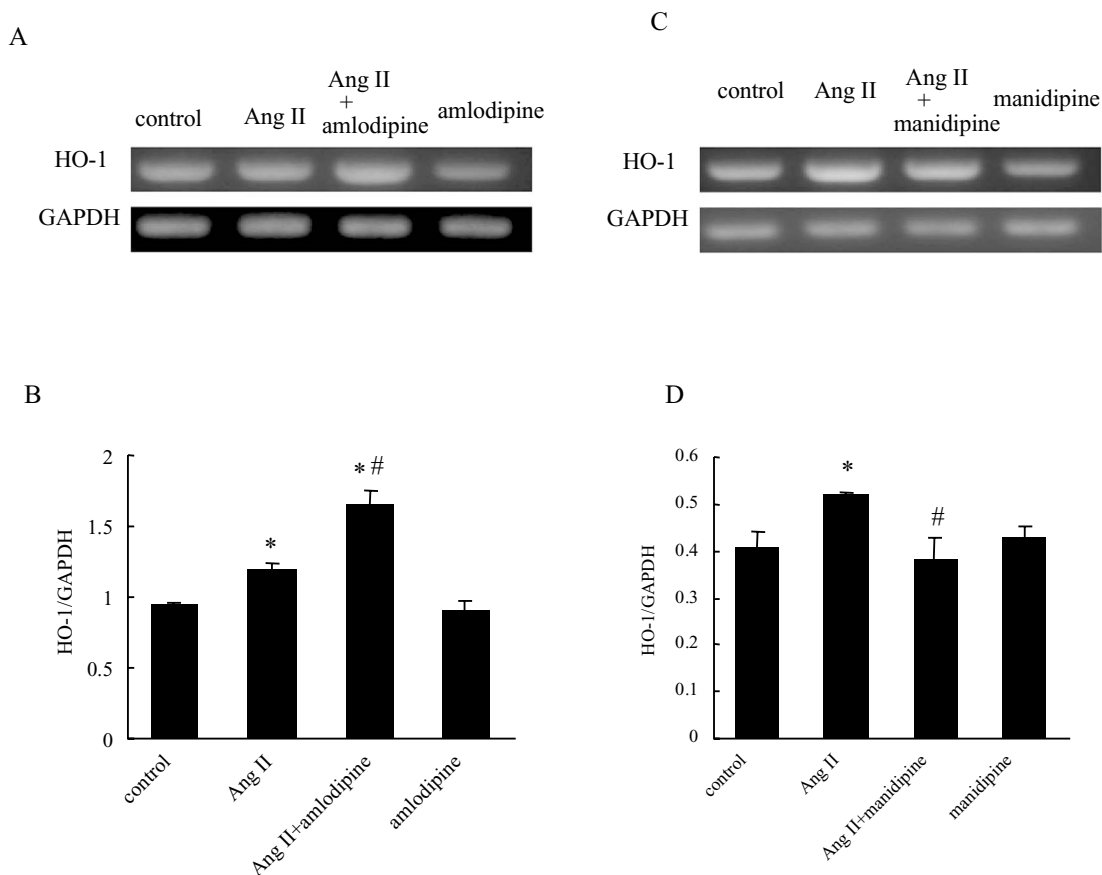 A
control
Ang II
Ang II
+
amlodipine
amlodipine
HO-1
GAPDH
C
control
Ang II
Ang II
+
manidipine
manidipine
HO-1
GAPDH
B
HO-1/GAPDH
2
1.5
1
0.5
0
*
* #
control
Ang II
Ang II+amlodipine
amlodipine
D
HO-1/GAPDH
0.6
0.5
0.4
0.3
0.2
0.1
0
*
#
control
Ang II
Ang II+manidipine
manidipine